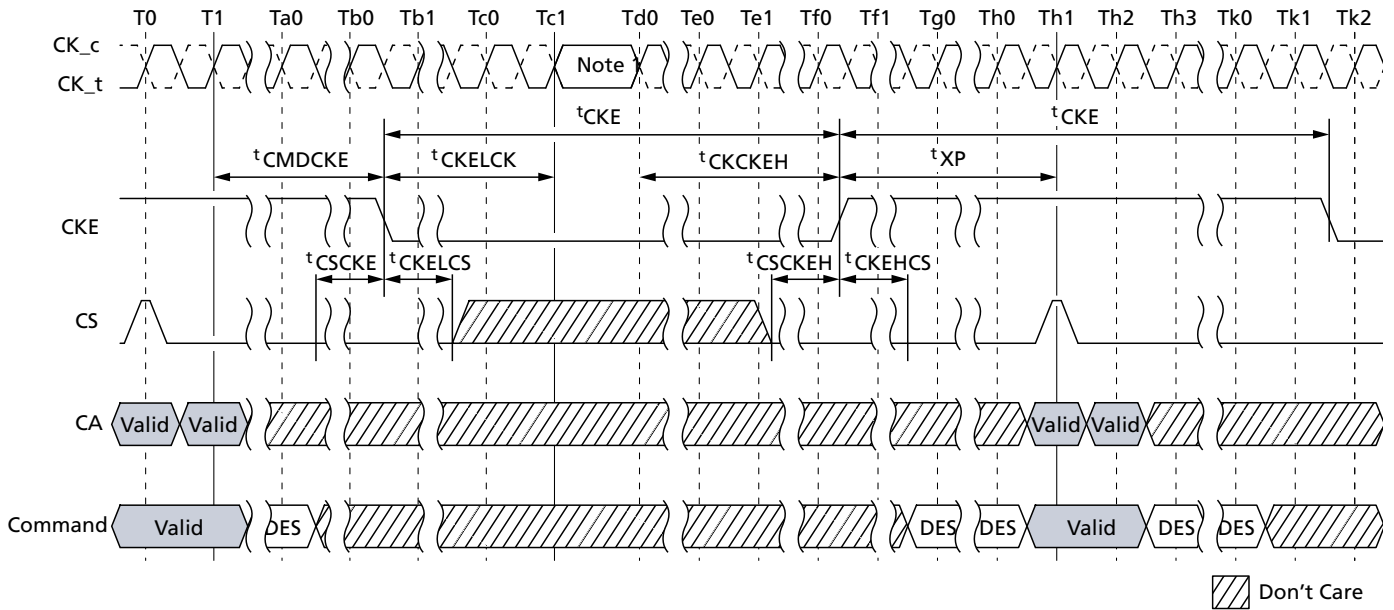 T0 T1 Ta0 Tb0 Tb1 Tc0 Tc1 Td0 Te0 Te1 Tf0 Tf1 Tg0 Th0 Th1 Th2 Th3 Tk0 Tk1 Tk2
CK_c
CK_t
Note
tCKE tCKE
tCMDCKE tCKELCK tCKCKEH tXP
CKE
tCSCKE tCKELCS tCSCKEH tCKEHCS
CS
CA Valid Valid Valid Valid
Command Valid DES DES DES Valid DES DES
Don't Care